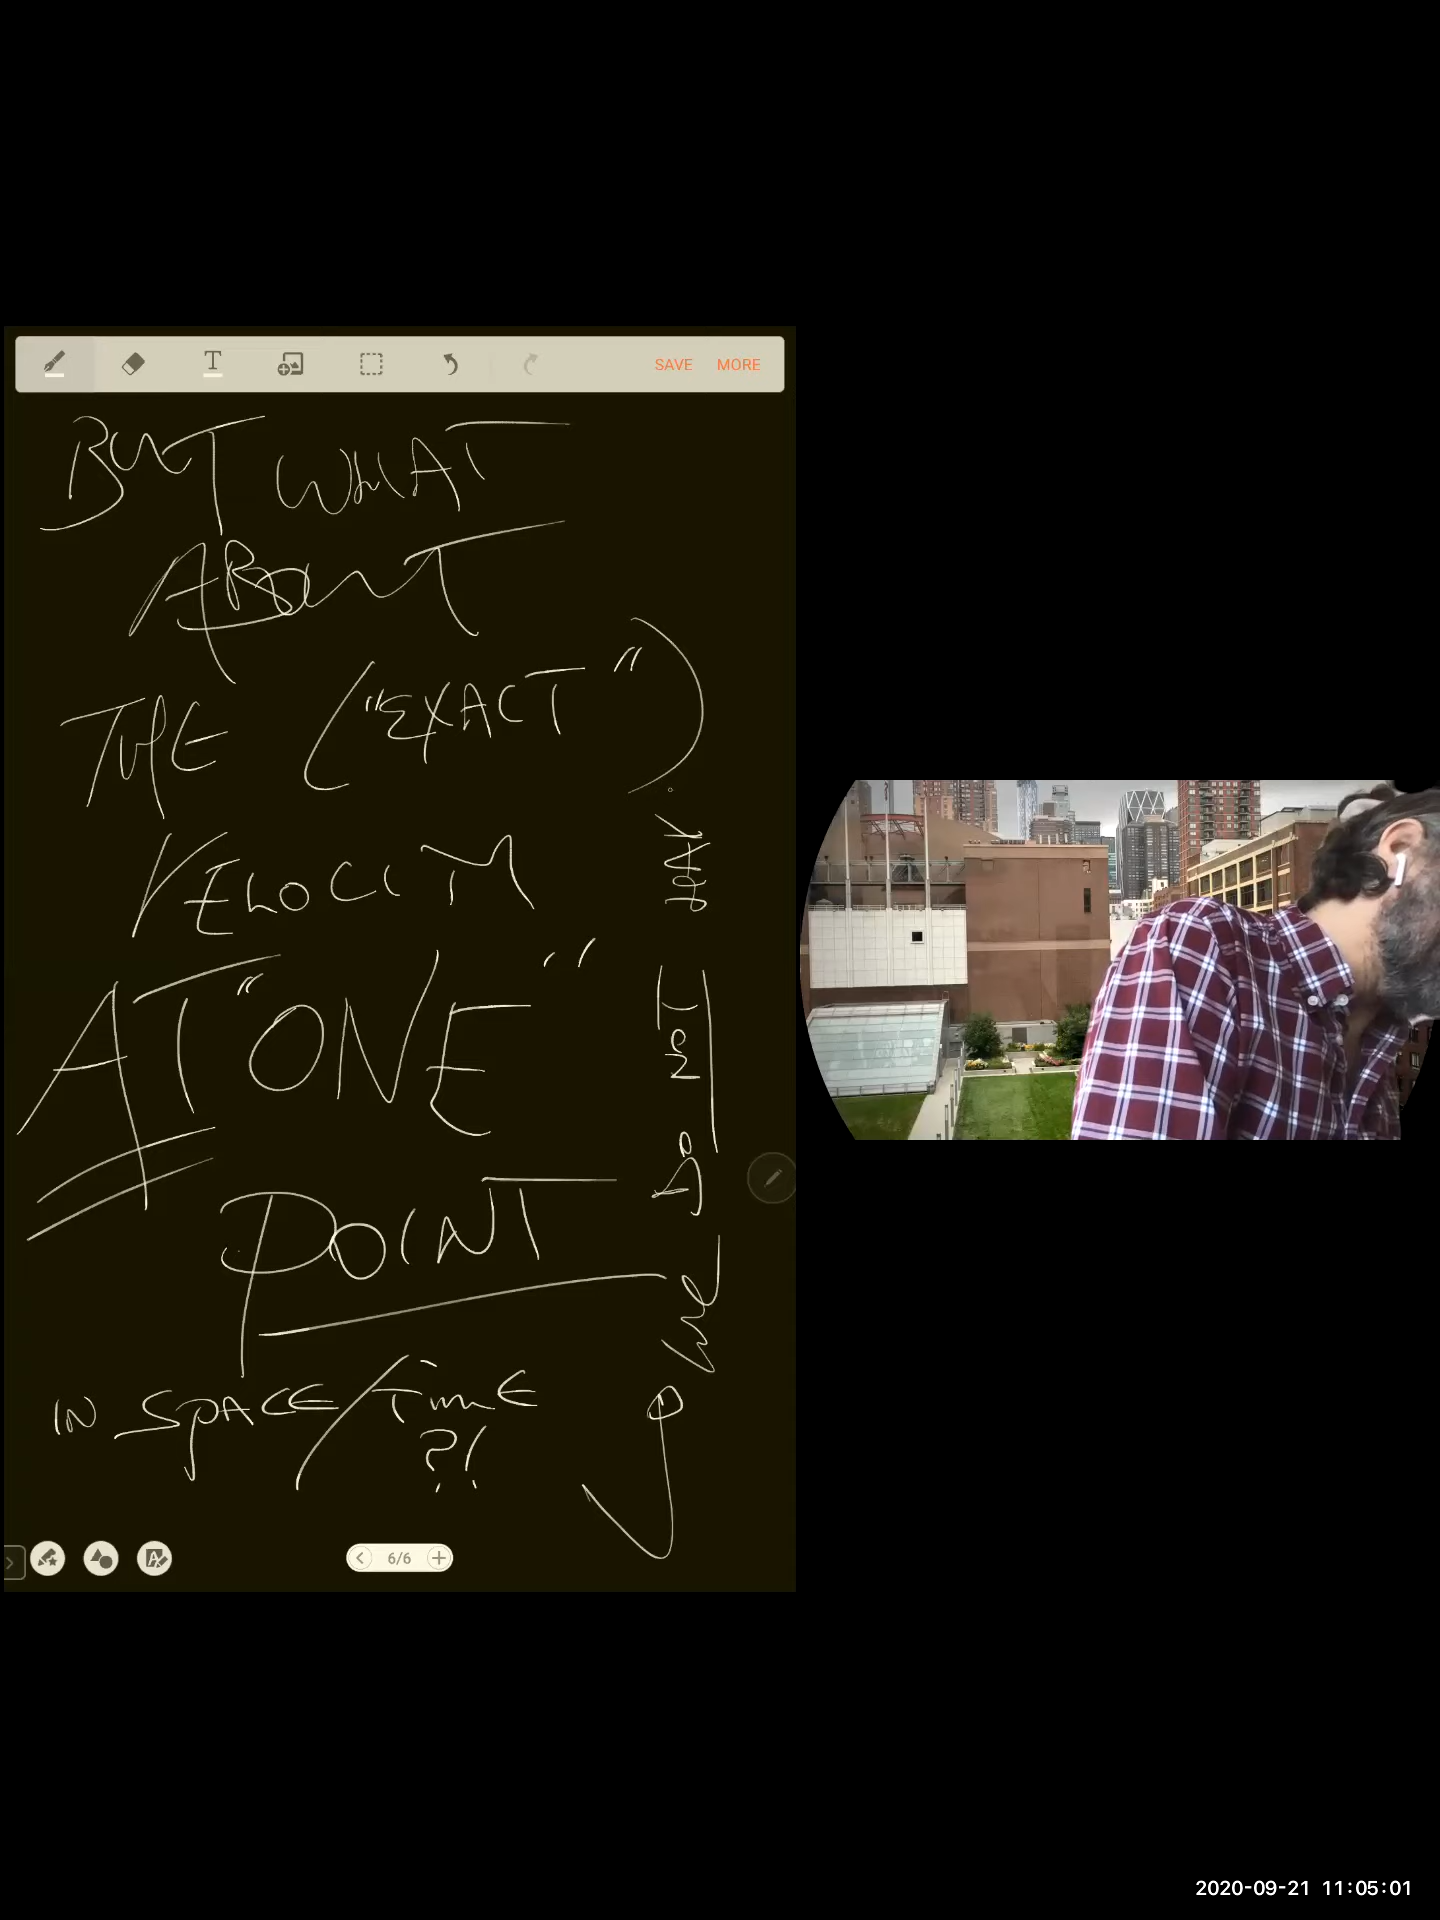 SAVE MORE
BUT WHAT
ABOUT
THE ("EXACT")
VELOCITY
AT "ONE"
POINT
IN SPACE/TIME
?!
WE DO NOT
6/6
2020-09-21 11:05:01